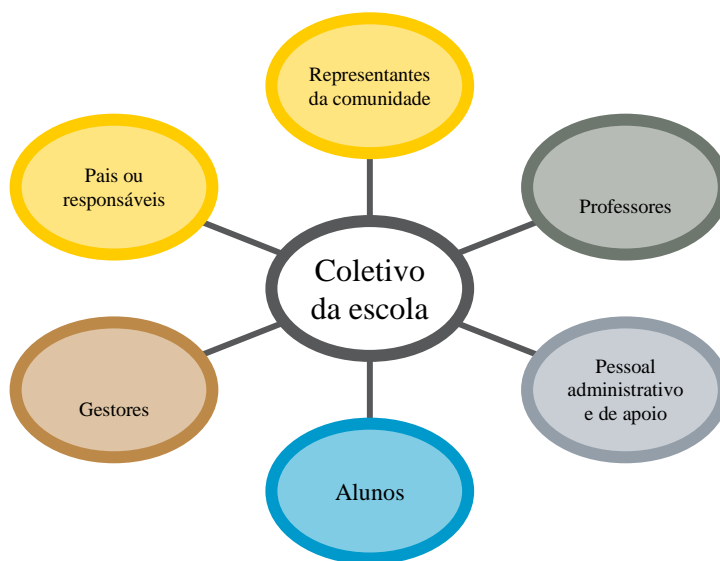 Representantes
da comunidade
Pais ou
responsáveis
Professores
Coletivo
da escola
Gestores
Pessoal
administrativo
e de apoio
Alunos